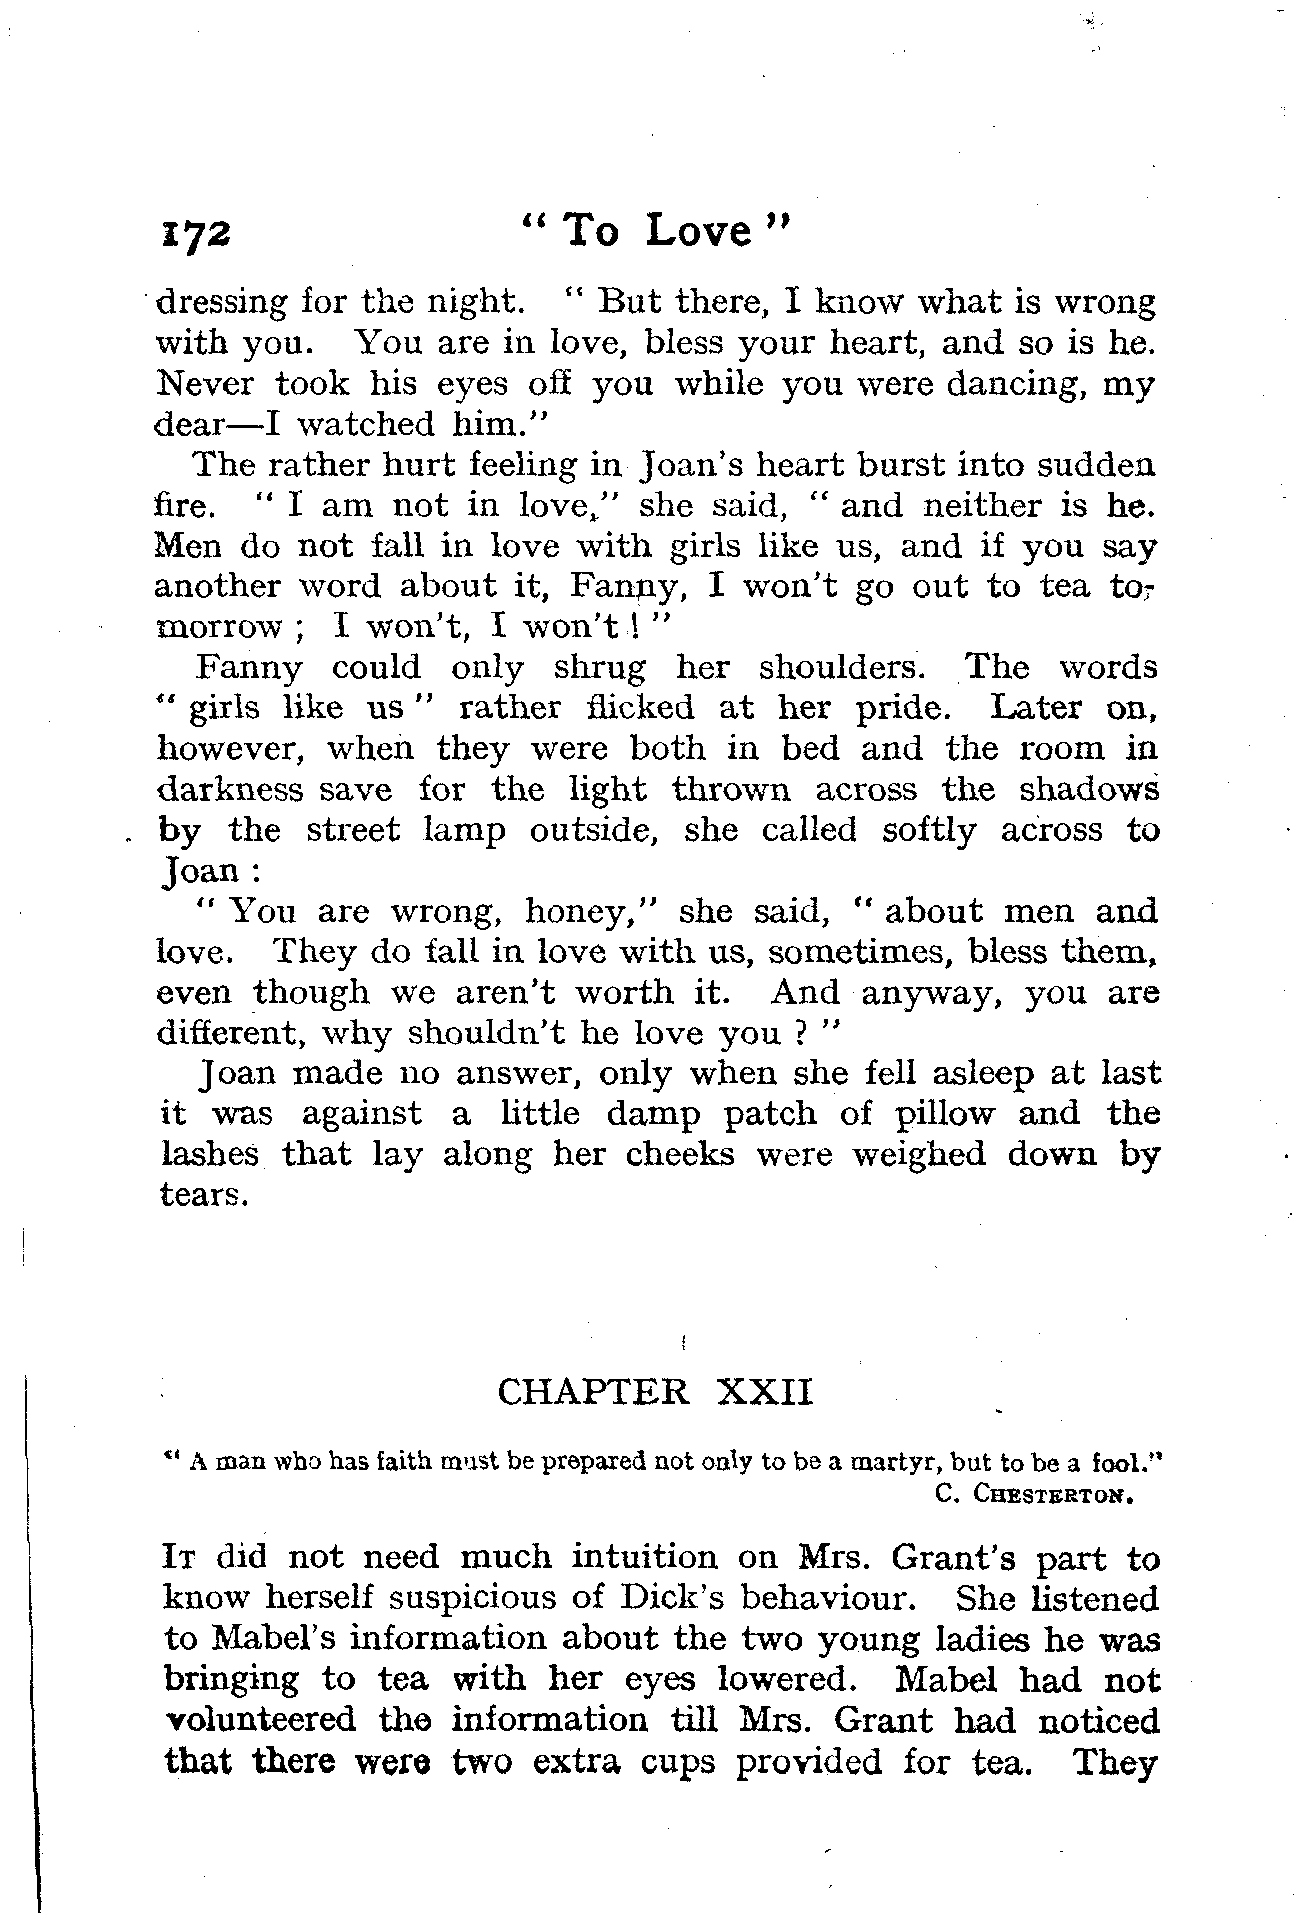 172 " To Love "
dressing for the night. " But there, I know what is wrong
with you. You are in love, bless your heart, and so is he.
Never took his eyes off you while you were dancing, my
dear—I watched him."
The rather hurt feeling in Joan's heart burst into sudden
fire. " I am not in love," she said, " and neither is he.
Men do not fall in love with girls like us, and if you say
another word about it, Fanny, I won't go out to tea to-
morrow ; I won't, I won't ! "
Fanny could only shrug her shoulders. The words
" girls like us " rather flicked at her pride. Later on,
however, when they were both in bed and the room in
darkness save for the light thrown across the shadows
by the street lamp outside, she called softly across to
Joan :
" You are wrong, honey," she said, " about men and
love. They do fall in love with us, sometimes, bless them,
even though we aren't worth it. And anyway, you are
different, why shouldn't he love you ? "
Joan made no answer, only when she fell asleep at last
it was against a little damp patch of pillow and the
lashes that lay along her cheeks were weighed down by
tears.
CHAPTER XXII
" A man who has faith must be prepared not only to be a martyr, but to be a fool."
C. CHESTERTON.
IT did not need much intuition on Mrs. Grant's part to
know herself suspicious of Dick's behaviour. She listened
to Mabel's information about the two young ladies he was
bringing to tea with her eyes lowered. Mabel had not
volunteered the information till Mrs. Grant had noticed
that there were two extra cups provided for tea. They